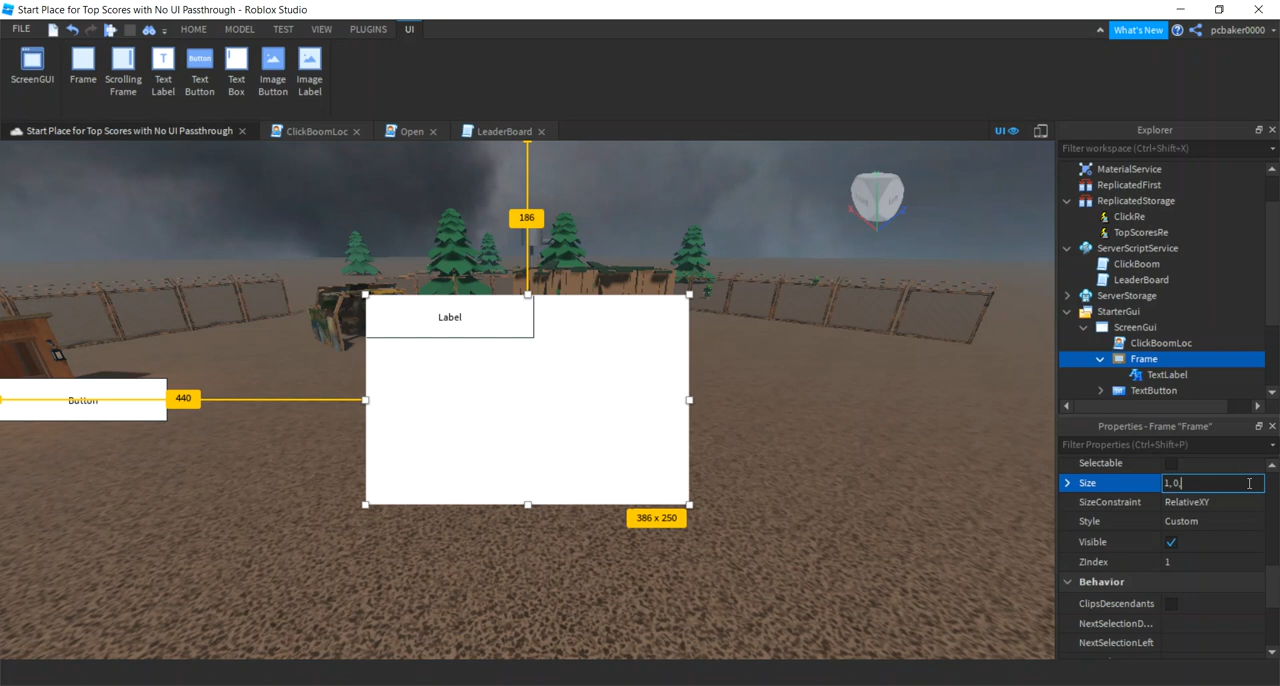 Start Place for Top Scores with No UI Passthrough - Roblox Studio
FILE HOME MODEL TEST VIEW PLUGINS UI What's New pcbaker0000
ScreenGUI Frame Scrolling Frame Text Label Text Button Text Box Image Button Image Label
T Button
Start Place for Top Scores with No UI Passthrough ClickBoomLoc Open LeaderBoard UI
Explorer
Filter workspace (Ctrl+Shift+X)
MaterialService
ReplicatedFirst
ReplicatedStorage
ClickRe
TopScoresRe
ServerScriptService
ClickBoom
LeaderBoard
ServerStorage
StarterGui
ScreenGui
ClickBoomLoc
Frame
TextLabel
TextButton
186
Label
Button
440
386 x 250
Properties - Frame "Frame"
Filter Properties (Ctrl+Shift+P)
Selectable
Size 1, 0,
SizeConstraint RelativeXY
Style Custom
Visible
ZIndex 1
Behavior
ClipsDescendants
NextSelectionD...
NextSelectionLeft